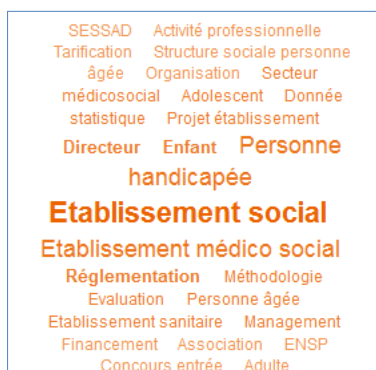 SESSAD Activité professionnelle
Tarification Structure sociale personne
âgée Organisation Secteur
médicosocial Adolescent Donnée
statistique Projet établissement
Directeur Enfant Personne
handicapée
Etablissement social
Etablissement médico social
Réglementation Méthodologie
Evaluation Personne âgée
Etablissement sanitaire Management
Financement Association ENSP
Concours entrée Adulte